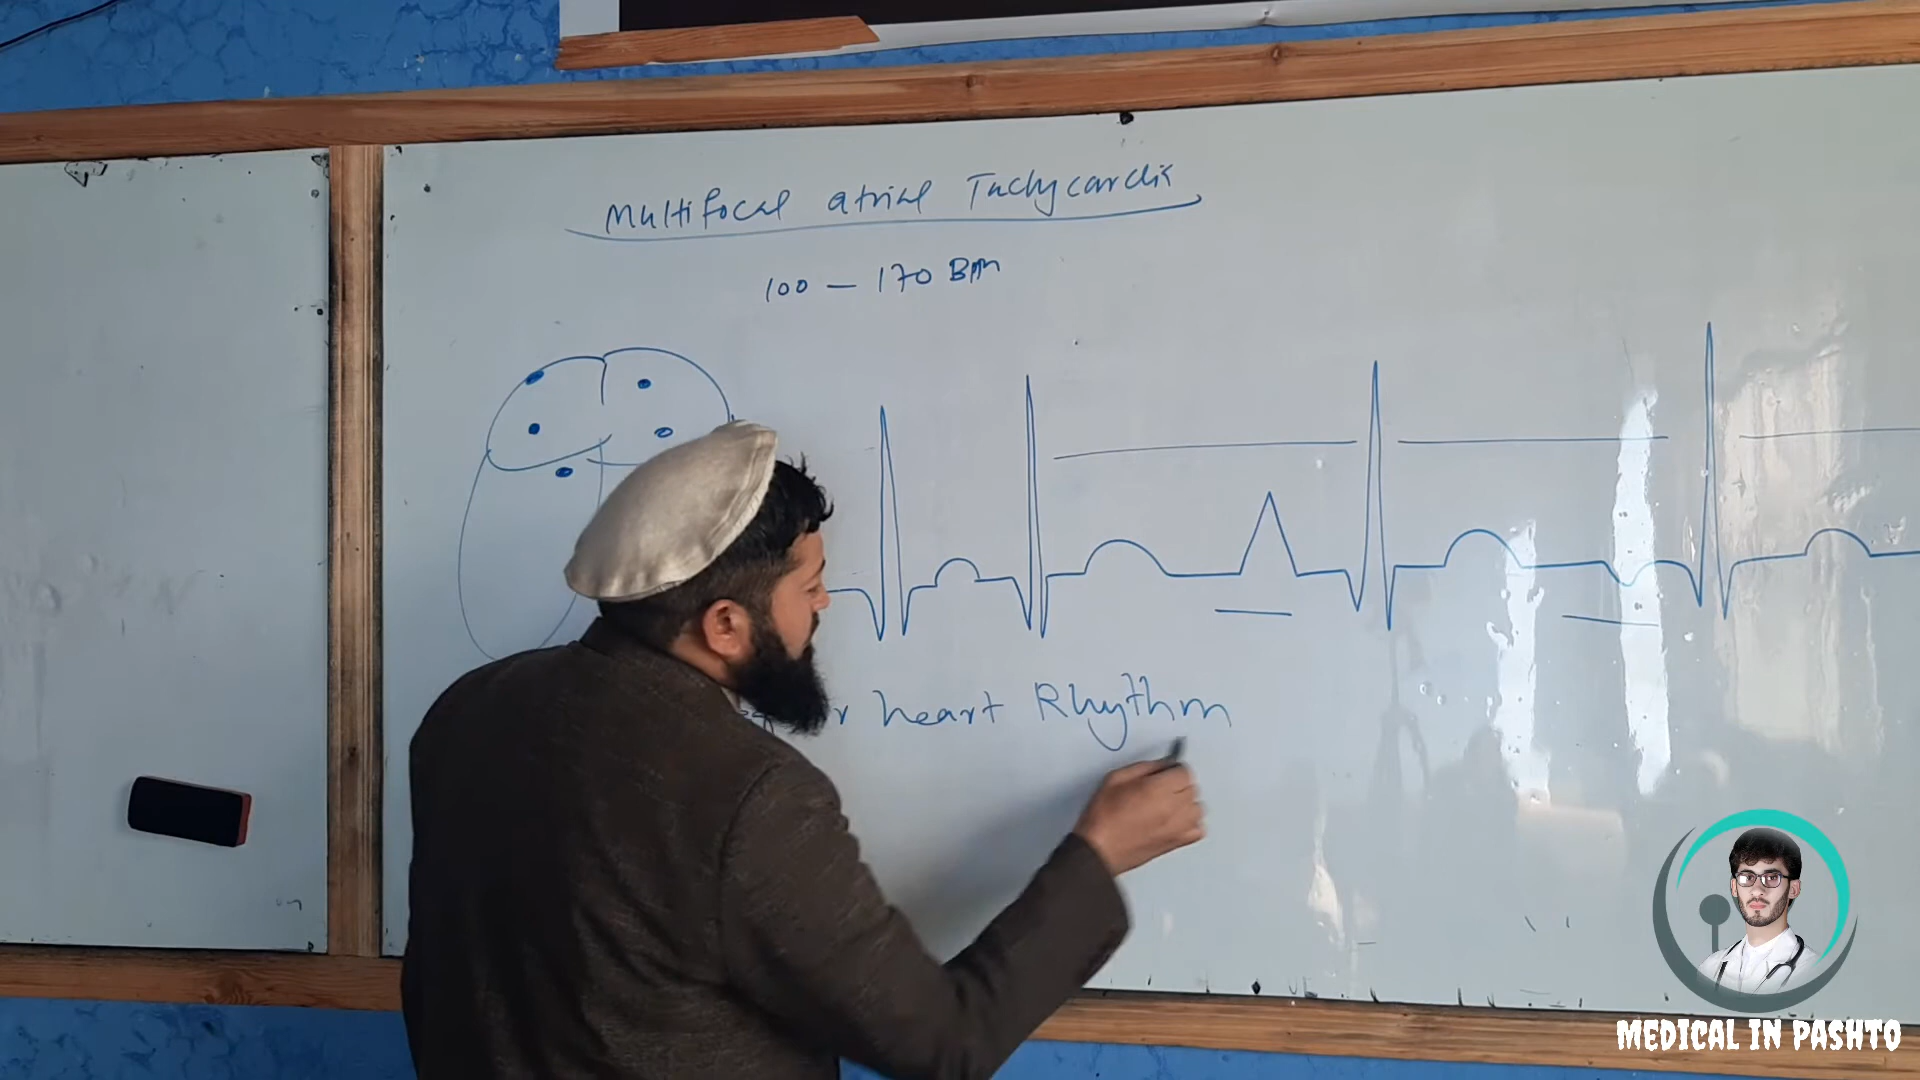 Multifocal atrial Tachycardia
100 – 170 BPM
heart Rhythm
MEDICAL IN PASHTO